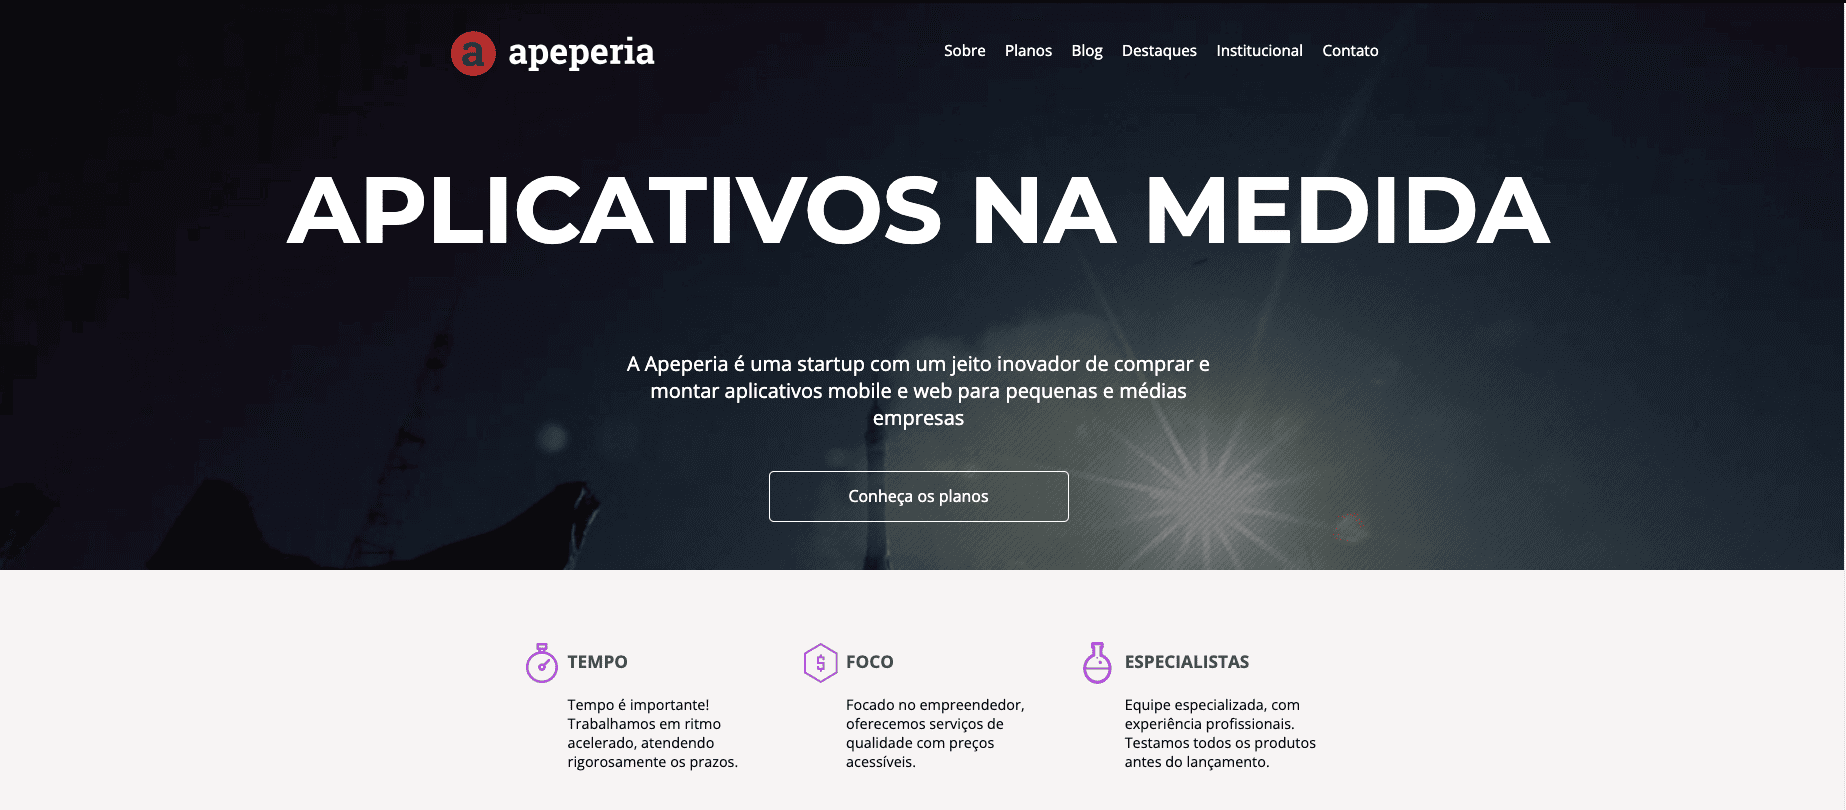 a apeperia
Sobre Planos Blog Destaques Institucional Contato
APLICATIVOS NA MEDIDA
A Apeperia é uma startup com um jeito inovador de comprar e
montar aplicativos mobile e web para pequenas e médias
empresas
Conheça os planos
TEMPO
Tempo é importante!
Trabalhamos em ritmo
acelerado, atendendo
rigorosamente os prazos.
$
FOCO
Focado no empreendedor,
oferecemos serviços de
qualidade com preços
acessíveis.
ESPECIALISTAS
Equipe especializada, com
experiência profissionais.
Testamos todos os produtos
antes do lançamento.